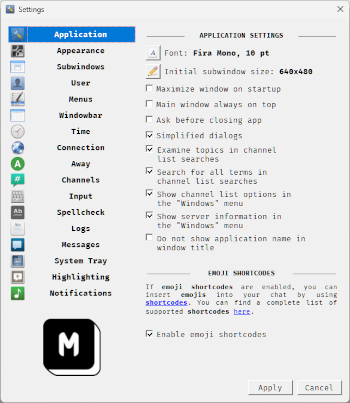 Settings
Application
Appearance
Subwindows
User
Menus
Windowbar
Time
Connection
Away
Channels
Input
Spellcheck
Logs
Messages
System Tray
Highlighting
Notifications
M
APPLICATION SETTINGS
Font: Fira Mono, 10 pt
Initial subwindow size: 640x480
Maximize window on startup
Main window always on top
Ask before closing app
Simplified dialogs
Examine topics in channel
list searches
Search for all terms in
channel list searches
Show channel list options in
the "Windows" menu
Show server information in
the "Windows" menu
Do not show application name in
window title
EMOJI SHORTCODES
If emoji shortcodes are enabled, you can
insert emojis into your chat by using
shortcodes. You can find a complete list of
supported shortcodes here.
Enable emoji shortcodes
Apply
Cancel